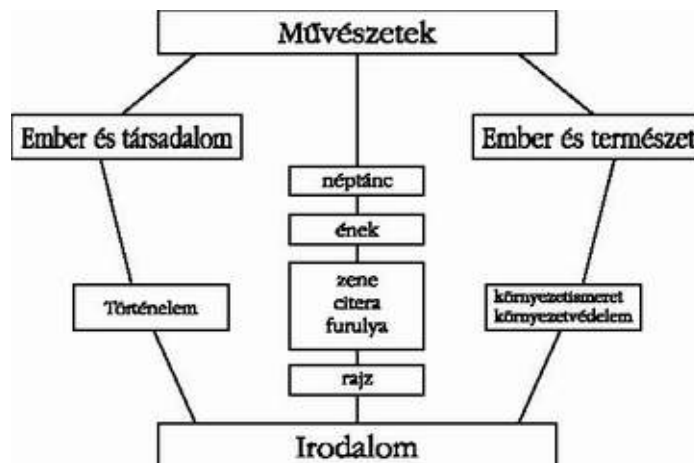 Művészetek
Ember és társadalom
Ember és természet
néptánc
ének
zene
citera
furulya
Történelem
környezetismeret
környezetvédelem
rajz
Irodalom